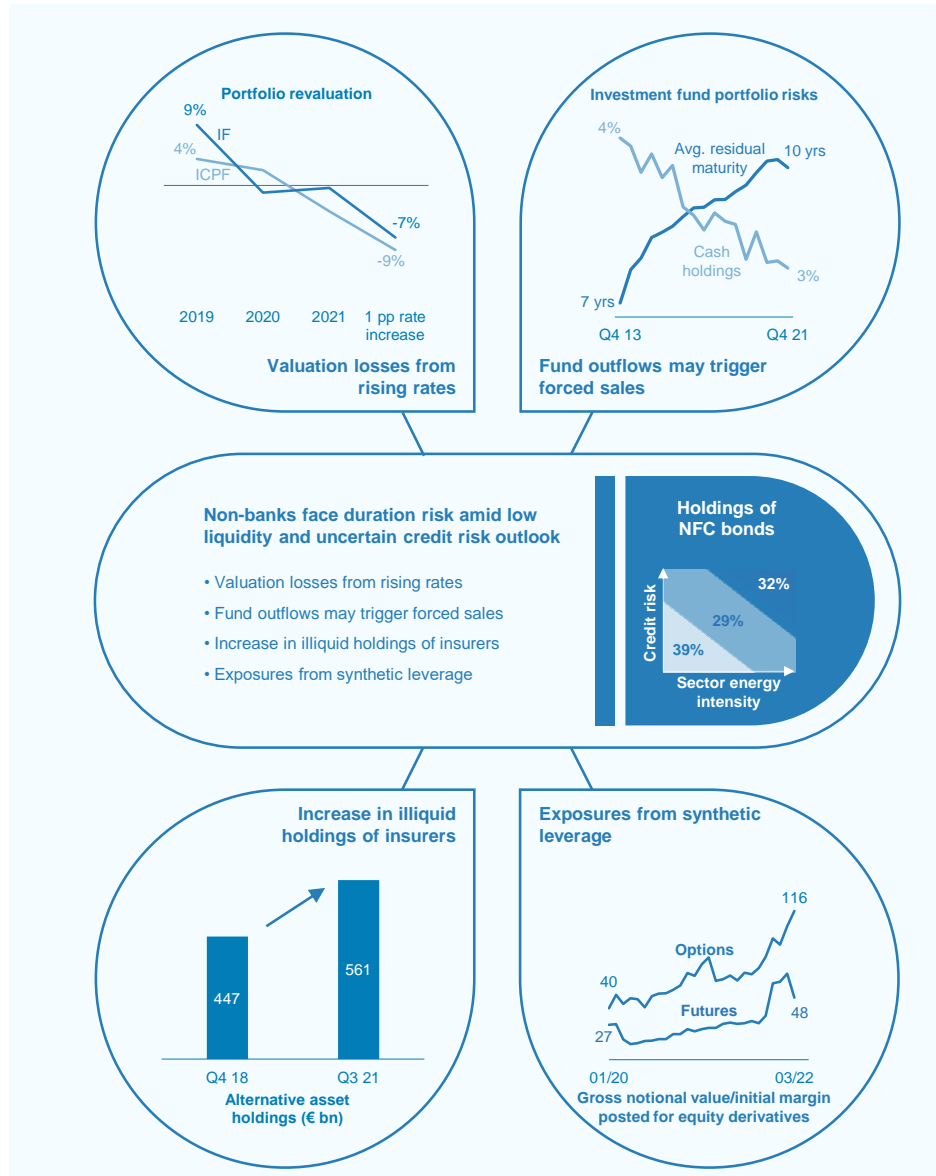 Portfolio revaluation
9%
IF
4%
ICPF
-7%
-9%
2019
2020
2021
1 pp rate
increase
Valuation losses from
rising rates
Investment fund portfolio risks
4%
Avg. residual
maturity
10 yrs
Cash
holdings
3%
7 yrs
Q4 13
Q4 21
Fund outflows may trigger
forced sales
Non-banks face duration risk amid low
liquidity and uncertain credit risk outlook
• Valuation losses from rising rates
• Fund outflows may trigger forced sales
• Increase in illiquid holdings of insurers
• Exposures from synthetic leverage
Holdings of
NFC bonds
Credit risk
32%
29%
39%
Sector energy
intensity
Increase in illiquid
holdings of insurers
447
561
Q4 18
Q3 21
Alternative asset
holdings (€ bn)
Exposures from synthetic
leverage
116
Options
40
Futures
27
48
01/20
03/22
Gross notional value/initial margin
posted for equity derivatives